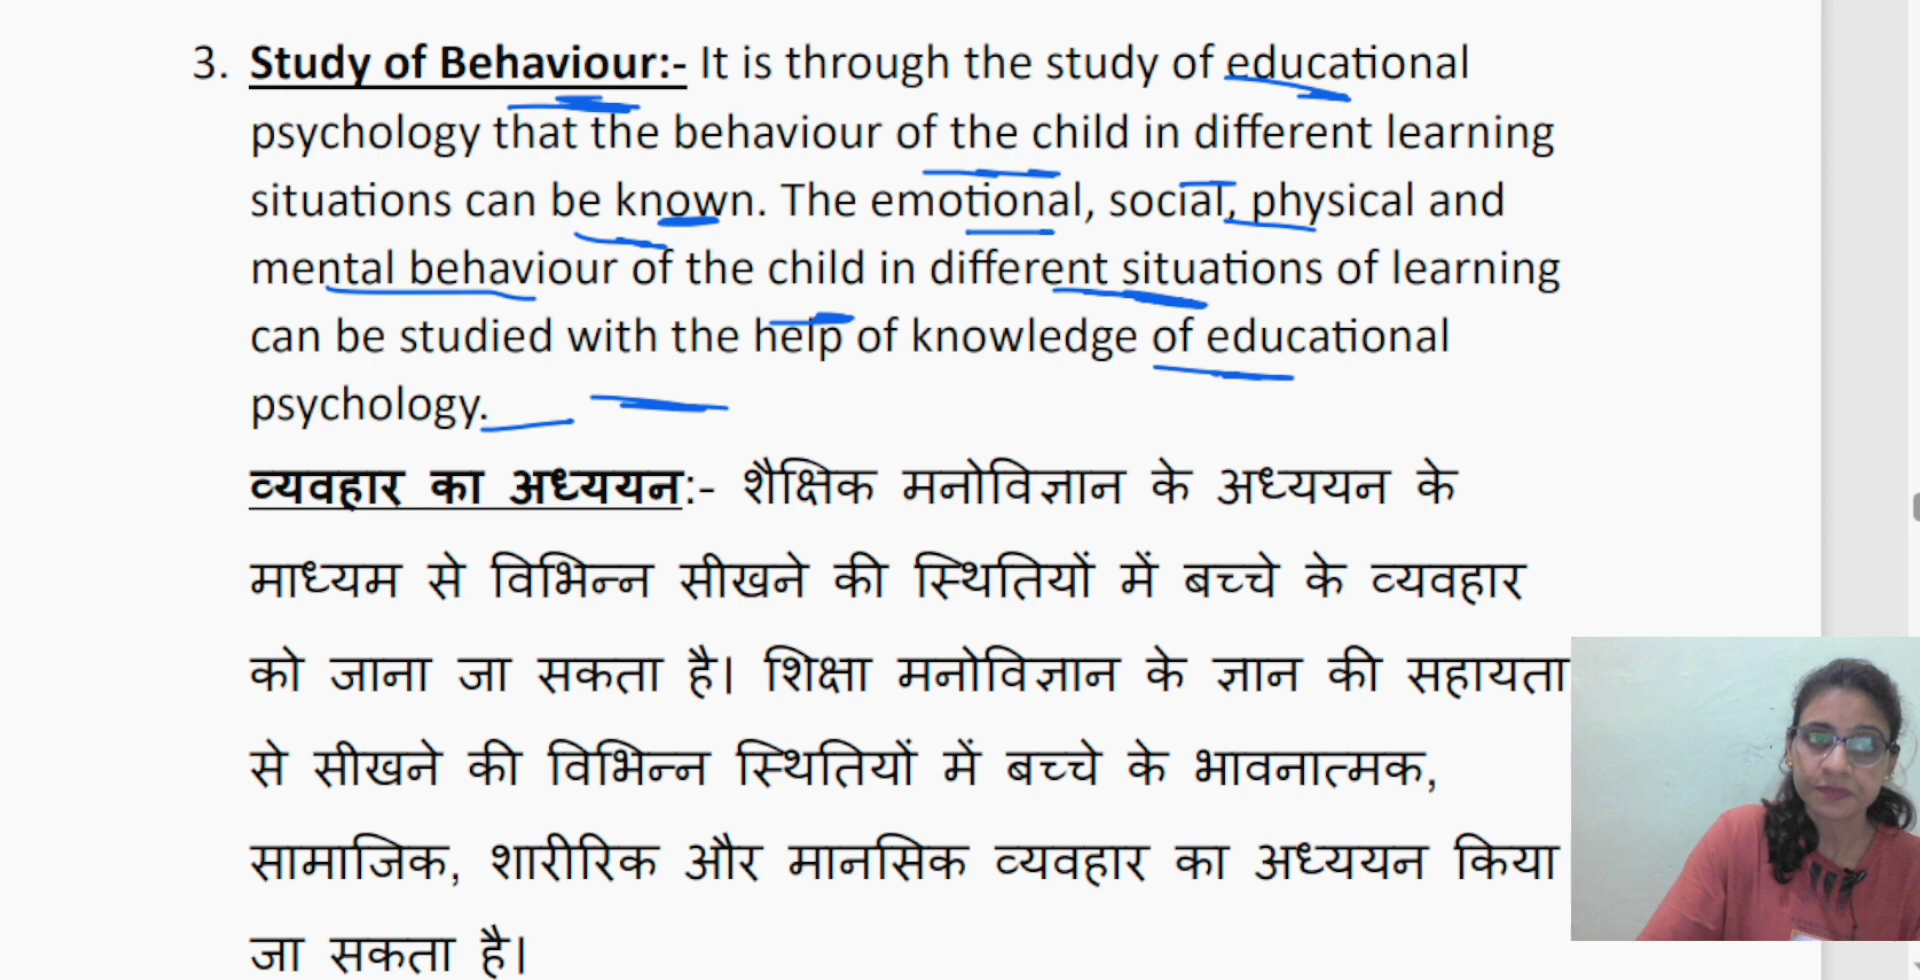 3. Study of Behaviour:- It is through the study of educational
psychology that the behaviour of the child in different learning
situations can be known. The emotional, social, physical and
mental behaviour of the child in different situations of learning
can be studied with the help of knowledge of educational
psychology.
व्यवहार का अध्ययन:- शैक्षिक मनोविज्ञान के अध्ययन के
माध्यम से विभिन्न सीखने की स्थितियों में बच्चे के व्यवहार
को जाना जा सकता है। शिक्षा मनोविज्ञान के ज्ञान की सहायता
से सीखने की विभिन्न स्थितियों में बच्चे के भावनात्मक,
सामाजिक, शारीरिक और मानसिक व्यवहार का अध्ययन किया
जा सकता है।